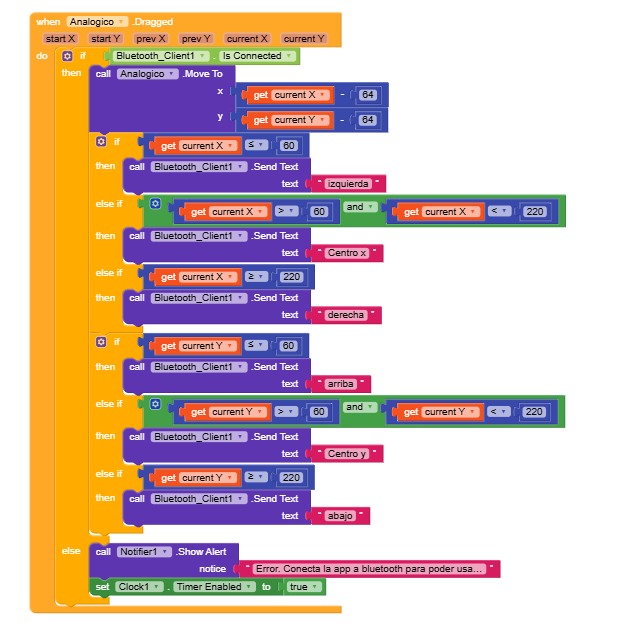 when Analogico .Dragged
start X start Y prev X prev Y current X current Y
do if Bluetooth_Client1 . Is Connected
then call Analogico .Move To
x get current X - 64
y get current Y - 64
if get current X ≤ 60
then call Bluetooth_Client1 .Send Text
text " izquierda "
else if get current X > 60 and get current X < 220
then call Bluetooth_Client1 .Send Text
text " Centro x "
else if get current X ≥ 220
then call Bluetooth_Client1 .Send Text
text " derecha "
if get current Y ≤ 60
then call Bluetooth_Client1 .Send Text
text " arriba "
else if get current Y > 60 and get current Y < 220
then call Bluetooth_Client1 .Send Text
text " Centro y "
else if get current Y ≥ 220
then call Bluetooth_Client1 .Send Text
text " abajo "
else call Notifier1 .Show Alert
notice " Error. Conecta la app a bluetooth para poder usa... "
set Clock1 . Timer Enabled to true